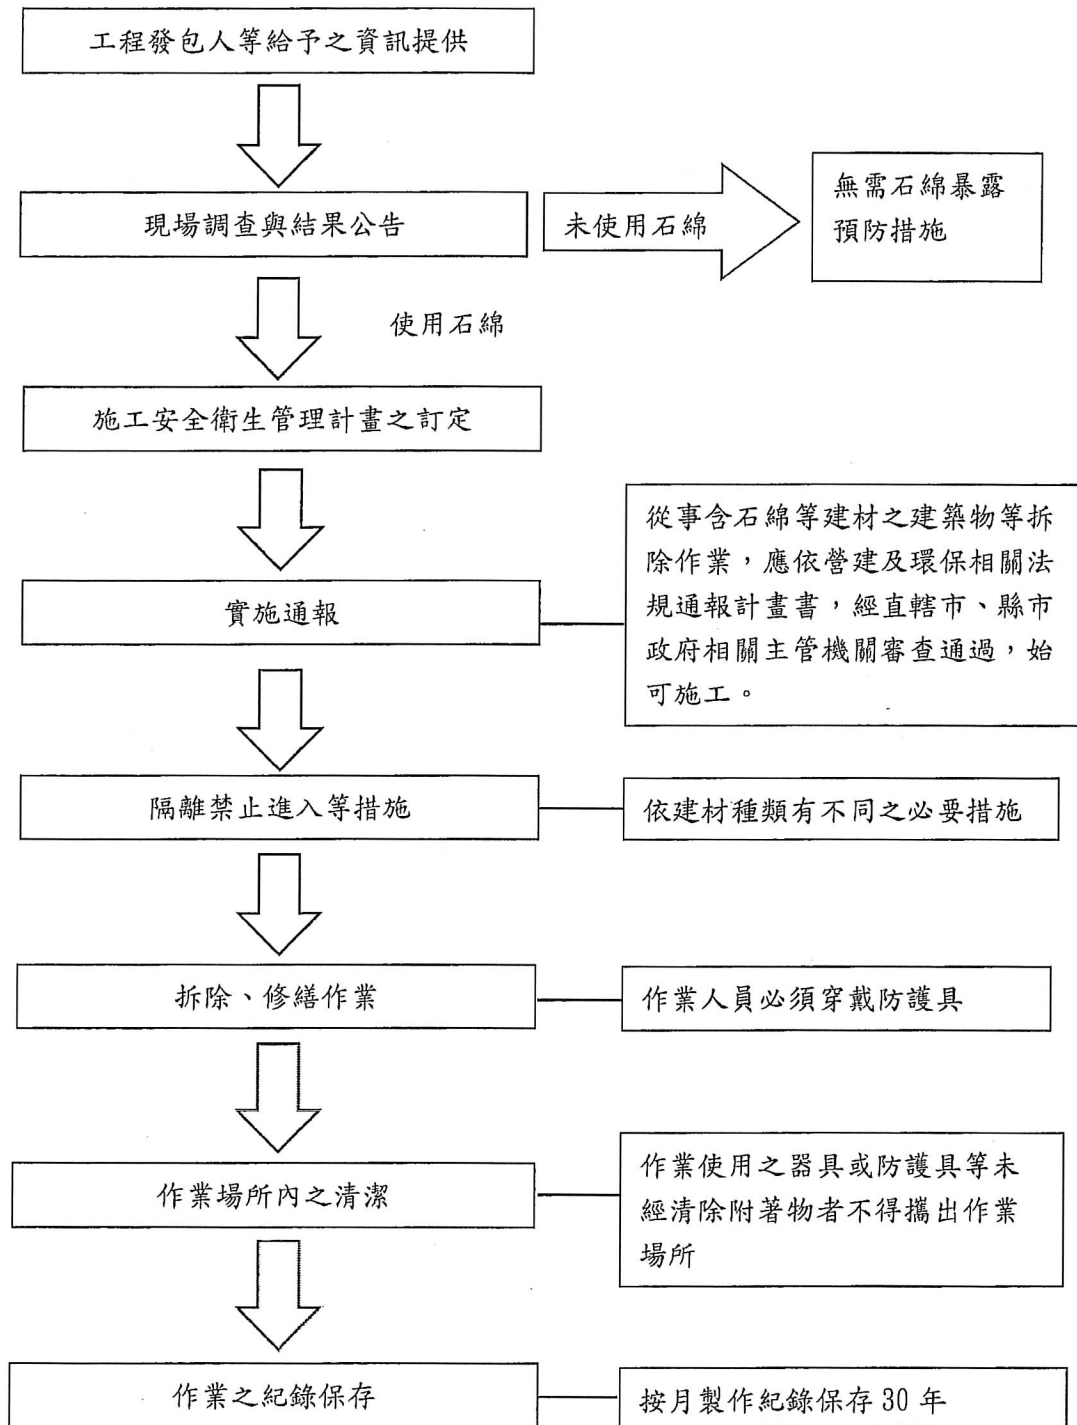 工程發包人等給予之資訊提供
現場調查與結果公告
未使用石綿
無需石綿暴露
預防措施
使用石綿
施工安全衛生管理計畫之訂定
實施通報
從事含石綿等建材之建築物等拆
除作業，應依營建及環保相關法
規通報計畫書，經直轄市、縣市
政府相關主管機關審查通過，始
可施工。
隔離禁止進入等措施
依建材種類有不同之必要措施
拆除、修繕作業
作業人員必須穿戴防護具
作業場所內之清潔
作業使用之器具或防護具等未
經清除附著物者不得攜出作業
場所
作業之紀錄保存
按月製作紀錄保存 30 年